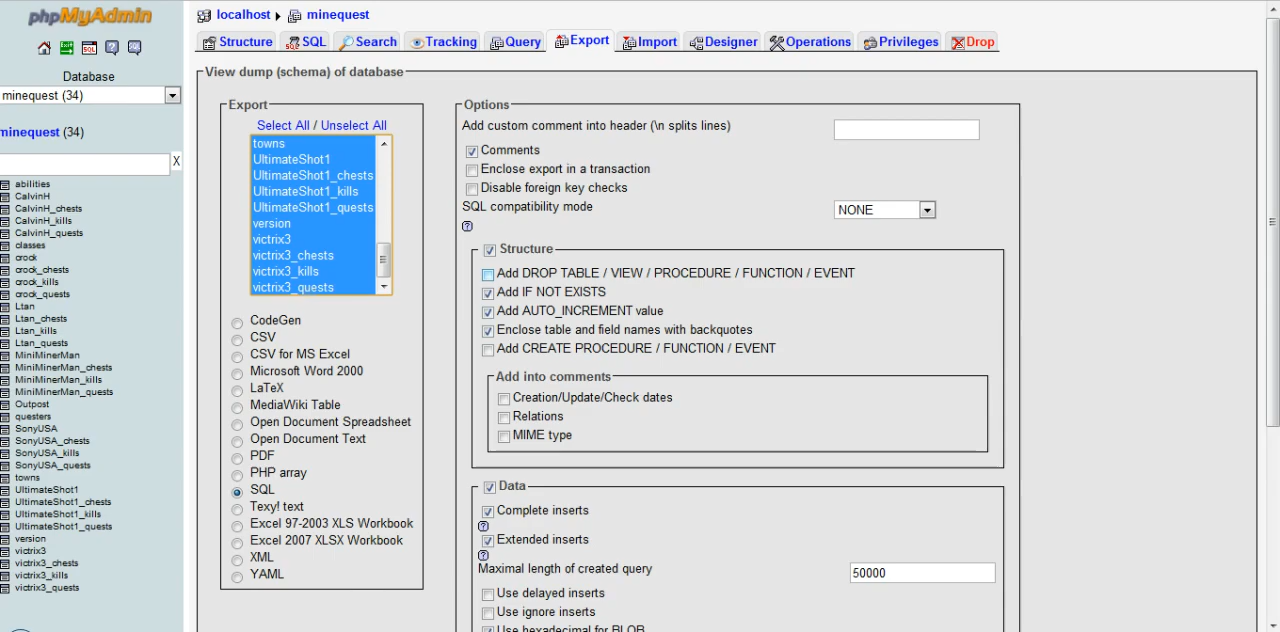 phpMyAdmin
Database
minequest (34)
minequest (34)
X
abilities
CalvinH
CalvinH_chests
CalvinH_kills
CalvinH_quests
classes
crock
crock_chests
crock_kills
crock_quests
Ltan
Ltan_chests
Ltan_kills
Ltan_quests
MiniMinerMan
MiniMinerMan_chests
MiniMinerMan_kills
MiniMinerMan_quests
Outpost
questers
SonyUSA
SonyUSA_chests
SonyUSA_kills
SonyUSA_quests
towns
UltimateShot1
UltimateShot1_chests
UltimateShot1_kills
UltimateShot1_quests
version
victrix3
victrix3_chests
victrix3_kills
victrix3_quests
localhost minequest
Structure SQL Search Tracking Query Export Import Designer Operations Privileges Drop
View dump (schema) of database
Export
Select All / Unselect All
towns
UltimateShot1
UltimateShot1_chests
UltimateShot1_kills
UltimateShot1_quests
version
victrix3
victrix3_chests
victrix3_kills
victrix3_quests
CodeGen
CSV
CSV for MS Excel
Microsoft Word 2000
LaTeX
MediaWiki Table
Open Document Spreadsheet
Open Document Text
PDF
PHP array
SQL
Texy! text
Excel 97-2003 XLS Workbook
Excel 2007 XLSX Workbook
XML
YAML
Options
Add custom comment into header (\n splits lines)
Comments
Enclose export in a transaction
Disable foreign key checks
SQL compatibility mode NONE
Structure
Add DROP TABLE / VIEW / PROCEDURE / FUNCTION / EVENT
Add IF NOT EXISTS
Add AUTO_INCREMENT value
Enclose table and field names with backquotes
Add CREATE PROCEDURE / FUNCTION / EVENT
Add into comments
Creation/Update/Check dates
Relations
MIME type
Data
Complete inserts
Extended inserts
Maximal length of created query 50000
Use delayed inserts
Use ignore inserts
Use hexadecimal for BLOB